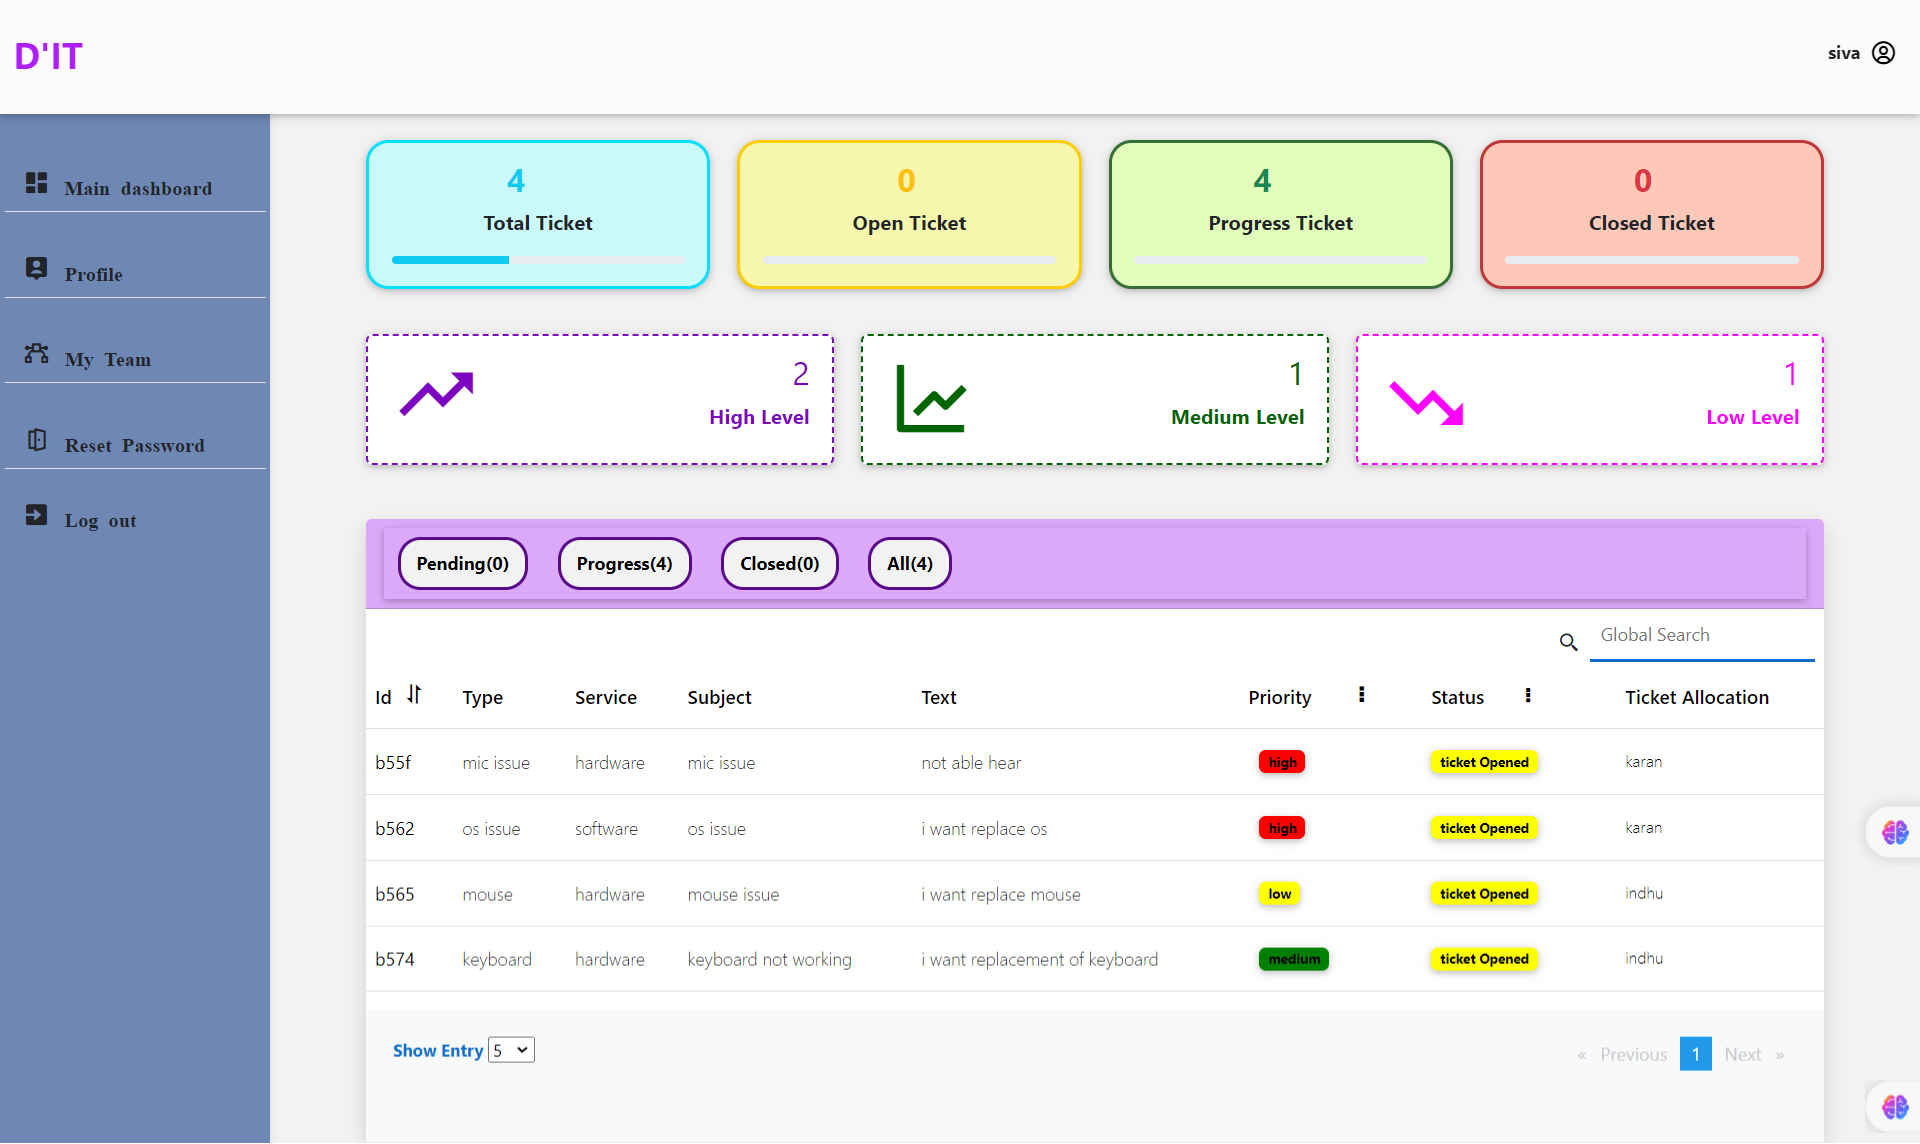 D'IT
siva
Main dashboard
Profile
My Team
Reset Password
Log out
4
Total Ticket
0
Open Ticket
4
Progress Ticket
0
Closed Ticket
2
High Level
1
Medium Level
1
Low Level
Pending(0) Progress(4) Closed(0) All(4)
Global Search
Id Type Service Subject Text Priority Status Ticket Allocation
b55f mic issue hardware mic issue not able hear high ticket Opened karan
b562 os issue software os issue i want replace os high ticket Opened karan
b565 mouse hardware mouse issue i want replace mouse low ticket Opened indhu
b574 keyboard hardware keyboard not working i want replacement of keyboard medium ticket Opened indhu
Show Entry 5
« Previous 1 Next »